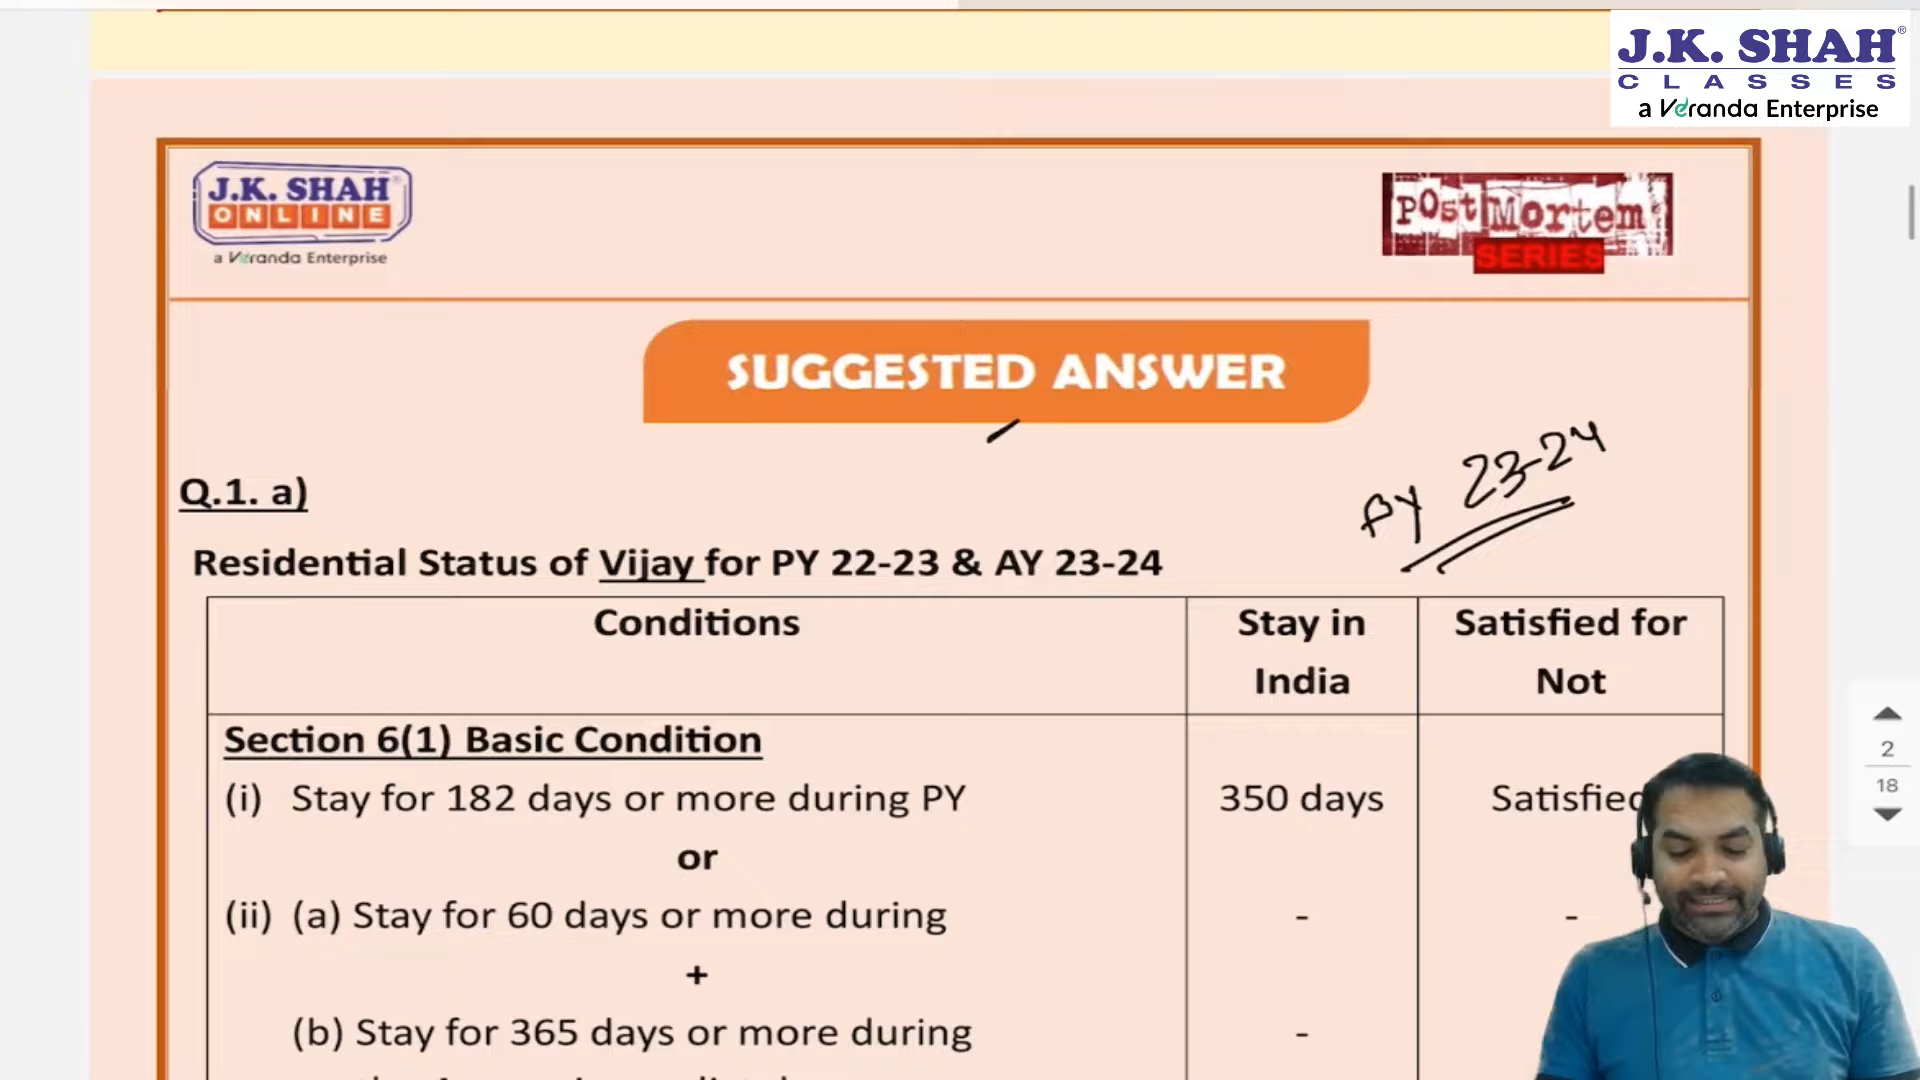 J.K. SHAH®
CLASSES
a Veranda Enterprise
J.K. SHAH®
ONLINE
a Veranda Enterprise
Post Mortem
SERIES
SUGGESTED ANSWER
PY 23-24
Q.1. a)
Residential Status of Vijay for PY 22-23 & AY 23-24
Conditions
Stay in
India
Satisfied for
Not
Section 6(1) Basic Condition
(i) Stay for 182 days or more during PY
350 days
Satisfied
or
(ii) (a) Stay for 60 days or more during
-
-
+
(b) Stay for 365 days or more during
-
2
18